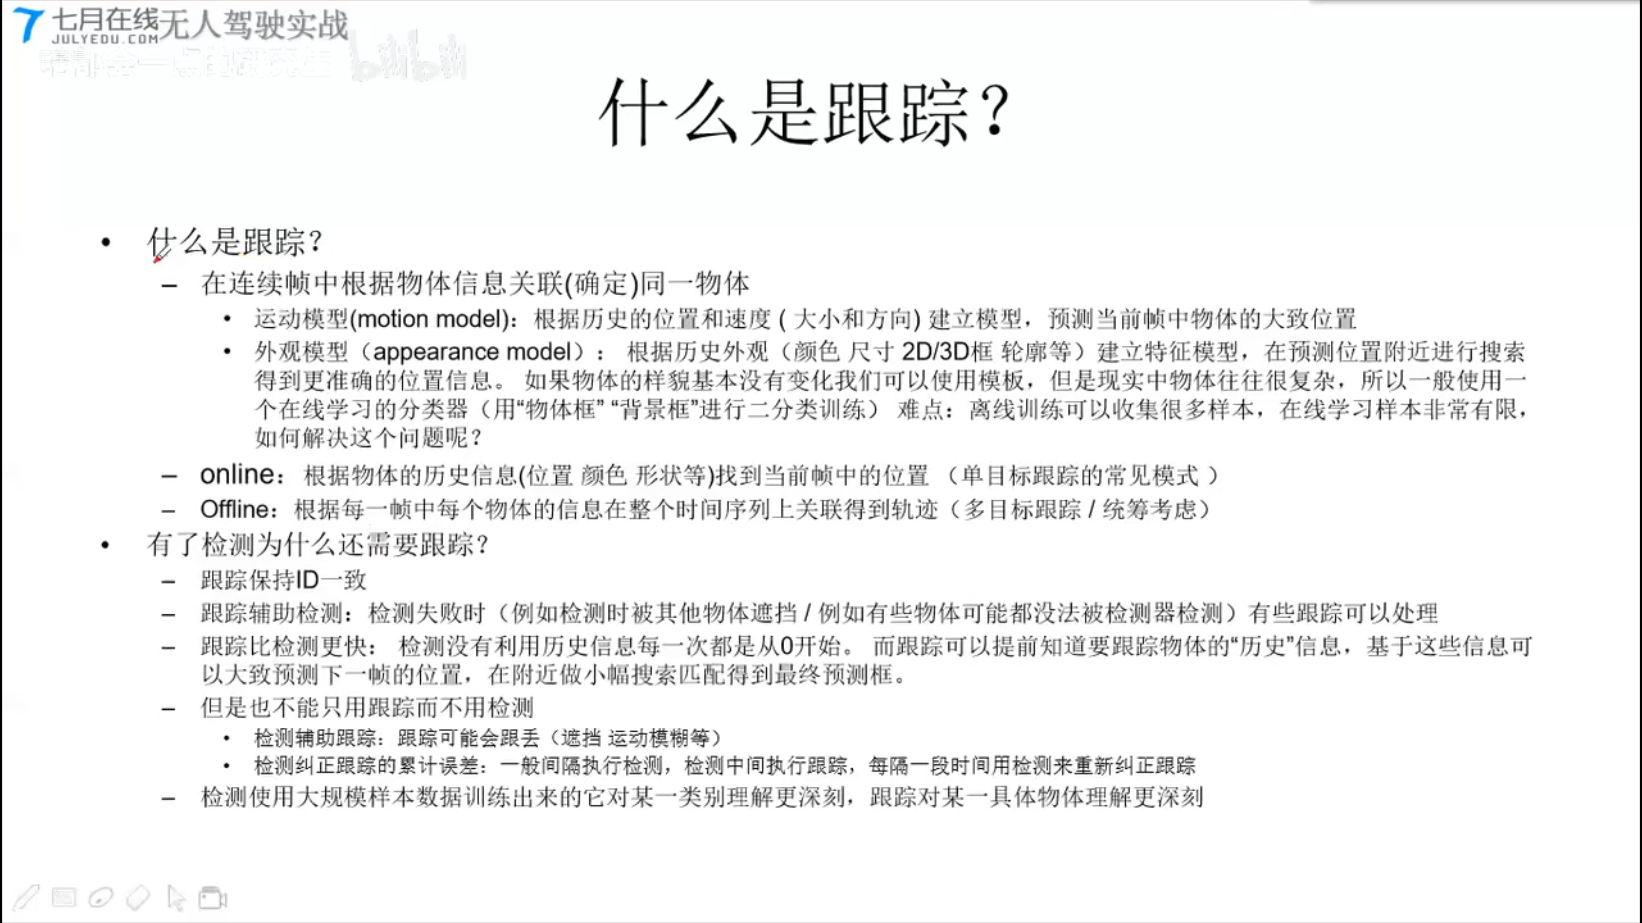 七月在线
JULYEDU.COM
无人驾驶实战
bilibili
什么是跟踪？
• 什么是跟踪？
– 在连续帧中根据物体信息关联(确定)同一物体
• 运动模型(motion model)：根据历史的位置和速度 ( 大小和方向) 建立模型，预测当前帧中物体的大致位置
• 外观模型（appearance model）： 根据历史外观（颜色 尺寸 2D/3D框 轮廓等）建立特征模型，在预测位置附近进行搜索
得到更准确的位置信息。 如果物体的样貌基本没有变化我们可以使用模板，但是现实中物体往往很复杂，所以一般使用一
个在线学习的分类器（用“物体框” “背景框”进行二分类训练） 难点：离线训练可以收集很多样本，在线学习样本非常有限，
如何解决这个问题呢？
– online：根据物体的历史信息(位置 颜色 形状等)找到当前帧中的位置 （单目标跟踪的常见模式 ）
– Offline：根据每一帧中每个物体的信息在整个时间序列上关联得到轨迹（多目标跟踪 / 统筹考虑）
• 有了检测为什么还需要跟踪？
– 跟踪保持ID一致
– 跟踪辅助检测：检测失败时（例如检测时被其他物体遮挡 / 例如有些物体可能都没法被检测器检测）有些跟踪可以处理
– 跟踪比检测更快： 检测没有利用历史信息每一次都是从0开始。 而跟踪可以提前知道要跟踪物体的“历史”信息，基于这些信息可
以大致预测下一帧的位置，在附近做小幅搜索匹配得到最终预测框。
– 但是也不能只用跟踪而不用检测
• 检测辅助跟踪：跟踪可能会跟丢（遮挡 运动模糊等）
• 检测纠正跟踪的累计误差：一般间隔执行检测，检测中间执行跟踪，每隔一段时间用检测来重新纠正跟踪
– 检测使用大规模样本数据训练出来的它对某一类别理解更深刻，跟踪对某一具体物体理解更深刻